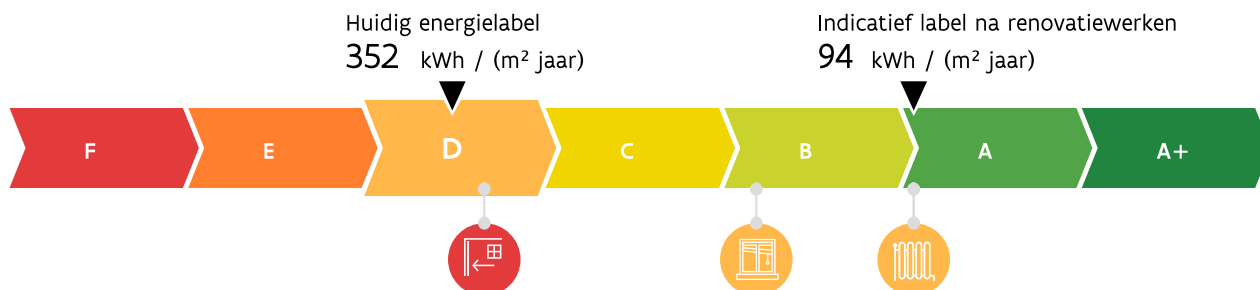 Huidig energielabel
352 kWh / (m² jaar)
Indicatief label na renovatiewerken
94 kWh / (m² jaar)
F E D C B A A+